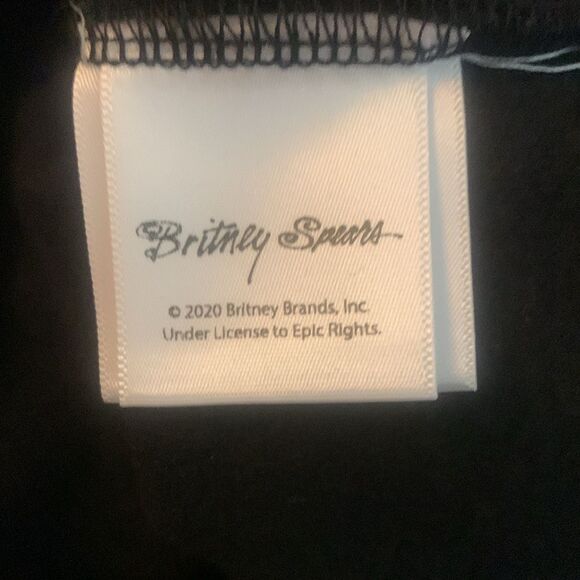 Britney Spears
© 2020 Britney Brands, Inc.
Under License to Epic Rights.